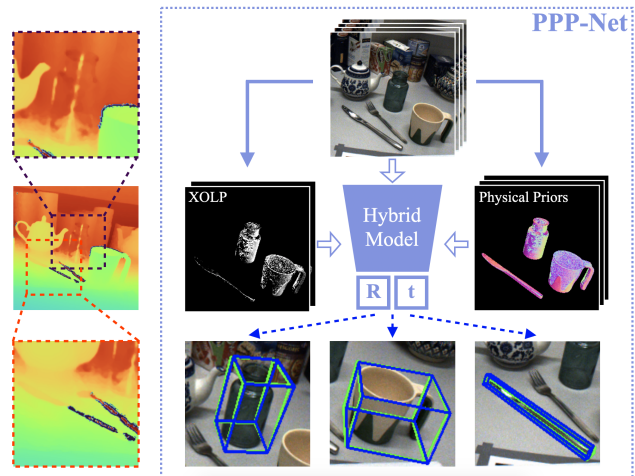 PPP-Net
XOLP
Hybrid
Model
Physical Priors
R
t